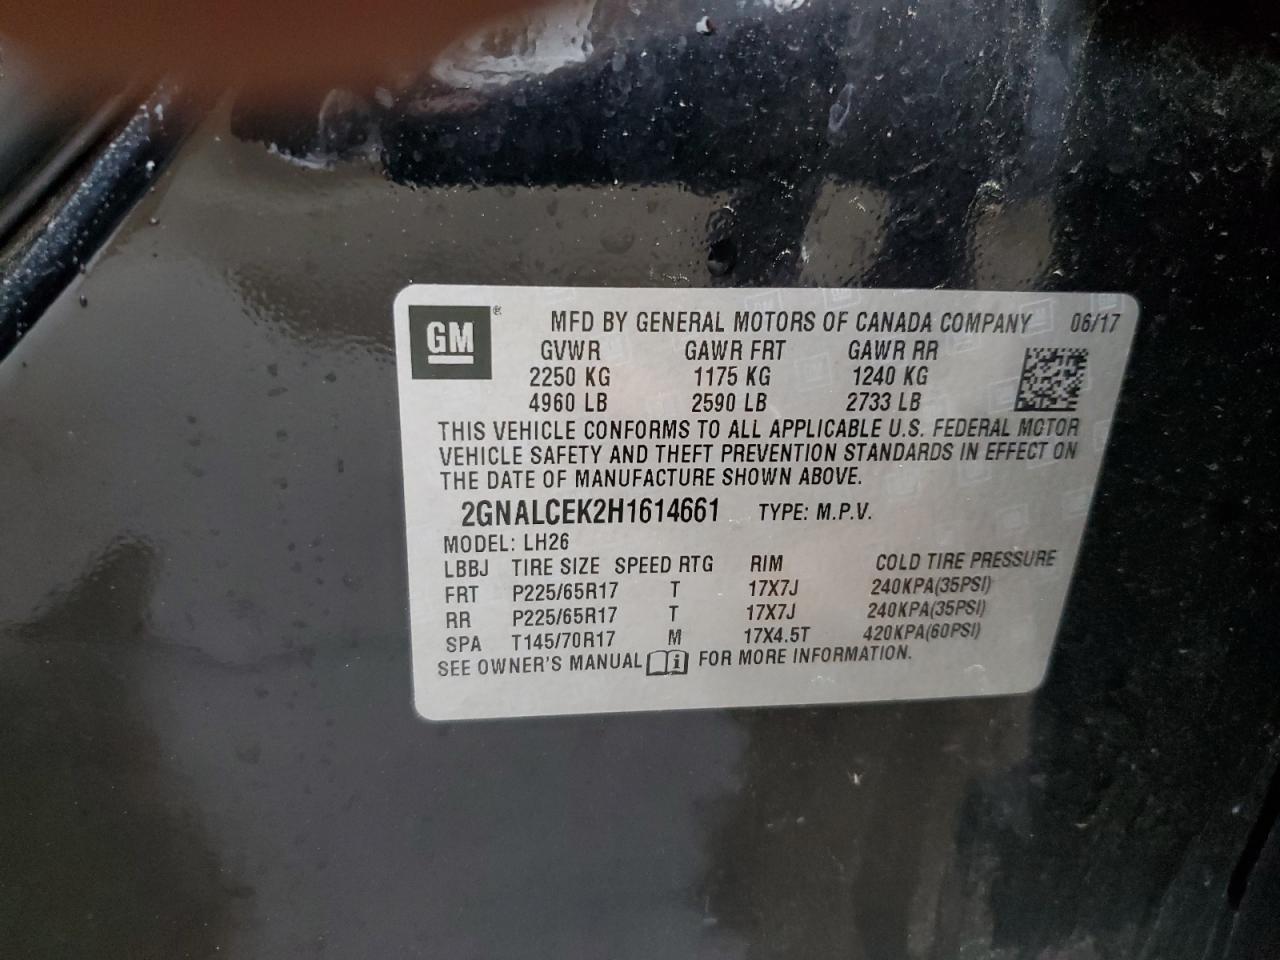 GM®
MFD BY GENERAL MOTORS OF CANADA COMPANY 06/17
GVWR GAWR FRT GAWR RR
2250 KG 1175 KG 1240 KG
4960 LB 2590 LB 2733 LB
THIS VEHICLE CONFORMS TO ALL APPLICABLE U.S. FEDERAL MOTOR
VEHICLE SAFETY AND THEFT PREVENTION STANDARDS IN EFFECT ON
THE DATE OF MANUFACTURE SHOWN ABOVE.
2GNALCEK2H1614661 TYPE: M.P.V.
MODEL: LH26
LBBJ TIRE SIZE SPEED RTG RIM COLD TIRE PRESSURE
FRT P225/65R17 T 17X7J 240KPA(35PSI)
RR P225/65R17 T 17X7J 240KPA(35PSI)
SPA T145/70R17 M 17X4.5T 420KPA(60PSI)
SEE OWNER'S MANUAL i FOR MORE INFORMATION.